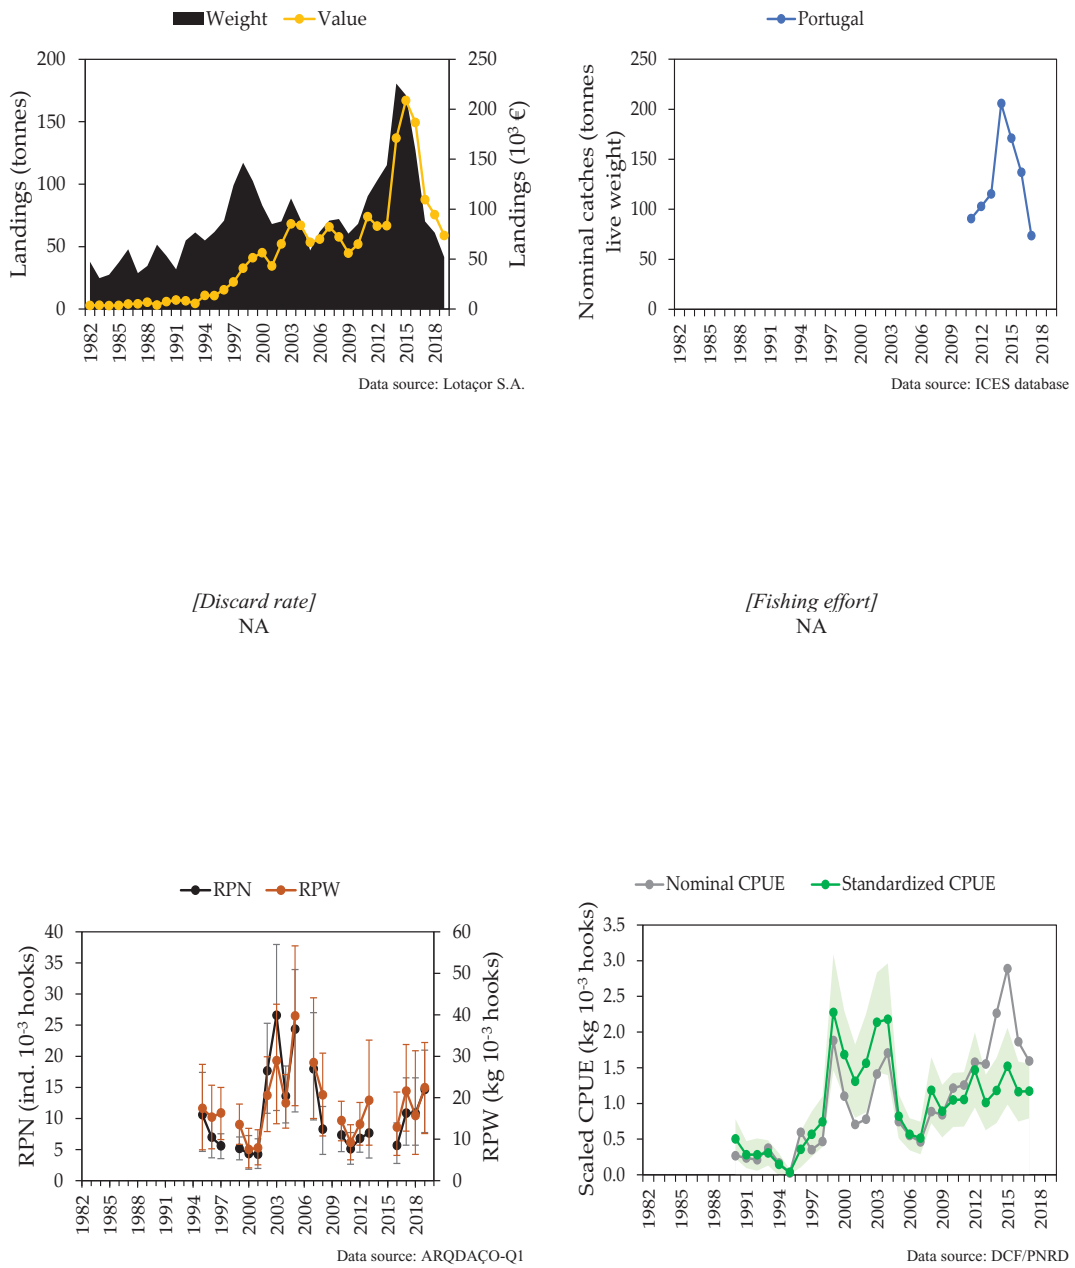 Weight Value
200
150
100
50
0
250
200
150
100
50
0
Landings (tonnes)
Landings (10³ €)
1982 1985 1988 1991 1994 1997 2000 2003 2006 2009 2012 2015 2018
Data source: Lotaçor S.A.
Portugal
250
200
150
100
50
0
Nominal catches (tonnes
live weight)
1982 1985 1988 1991 1994 1997 2000 2003 2006 2009 2012 2015 2018
Data source: ICES database
[Discard rate]
NA
[Fishing effort]
NA
RPN RPW
40
35
30
25
20
15
10
5
0
60
50
40
30
20
10
0
RPN (ind. 10⁻³ hooks)
RPW (kg 10⁻³ hooks)
1982 1985 1988 1991 1994 1997 2000 2003 2006 2009 2012 2015 2018
Data source: ARQDAÇO-Q1
Nominal CPUE Standardized CPUE
3.5
3.0
2.5
2.0
1.5
1.0
0.5
0.0
Scaled CPUE (kg 10⁻³ hooks)
1982 1985 1988 1991 1994 1997 2000 2003 2006 2009 2012 2015 2018
Data source: DCF/PNRD